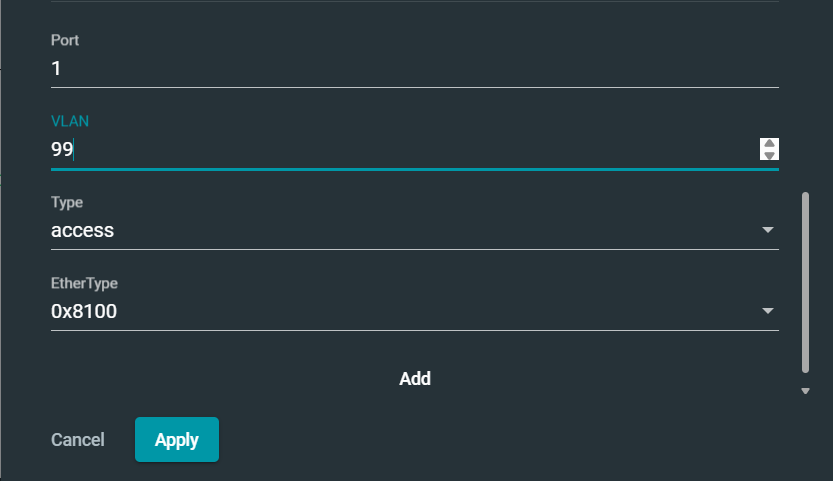 Port
1
VLAN
99
Type
access
EtherType
0x8100
Add
Cancel Apply